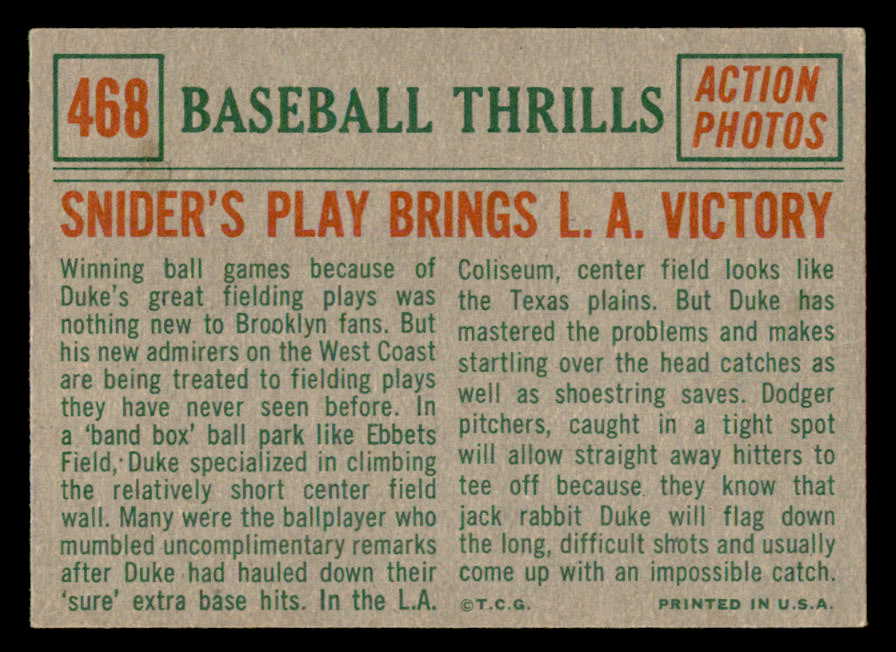 468
BASEBALL THRILLS
ACTION
PHOTOS
SNIDER'S PLAY BRINGS L. A. VICTORY
Winning ball games because of
Duke's great fielding plays was
nothing new to Brooklyn fans. But
his new admirers on the West Coast
are being treated to fielding plays
they have never seen before. In
a 'band box' ball park like Ebbets
Field, Duke specialized in climbing
the relatively short center field
wall. Many were the ballplayer who
mumbled uncomplimentary remarks
after Duke had hauled down their
'sure' extra base hits. In the L.A.
Coliseum, center field looks like
the Texas plains. But Duke has
mastered the problems and makes
startling over the head catches as
well as shoestring saves. Dodger
pitchers, caught in a tight spot
will allow straight away hitters to
tee off because they know that
jack rabbit Duke will flag down
the long, difficult shots and usually
come up with an impossible catch.
©T.C.G.
PRINTED IN U.S.A.